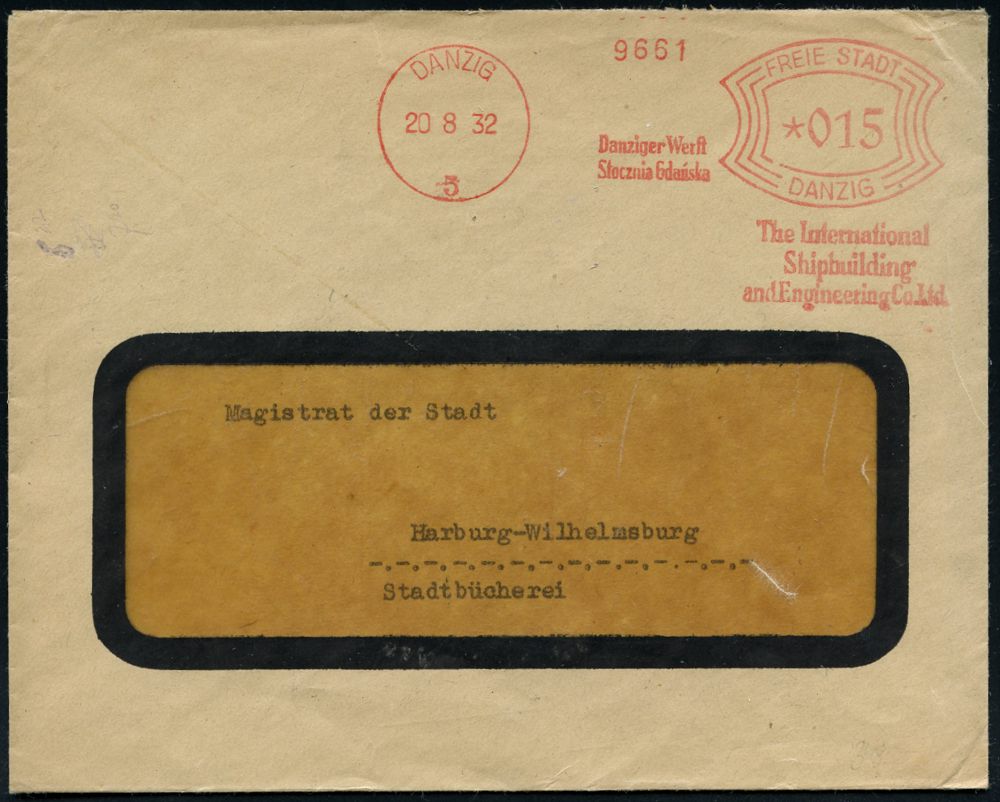 9661
DANZIG
20 8 32
5
FREIE STADT
*015
DANZIG
Danziger Werft
Stocznia Gdańska
The International
Shipbuilding
and Engineering Co. Ltd.
Magistrat der Stadt
Harburg-Wilhelmsburg
-.-.-.-.-.-.-.-.-.-.-.-.-.-
Stadtbücherei